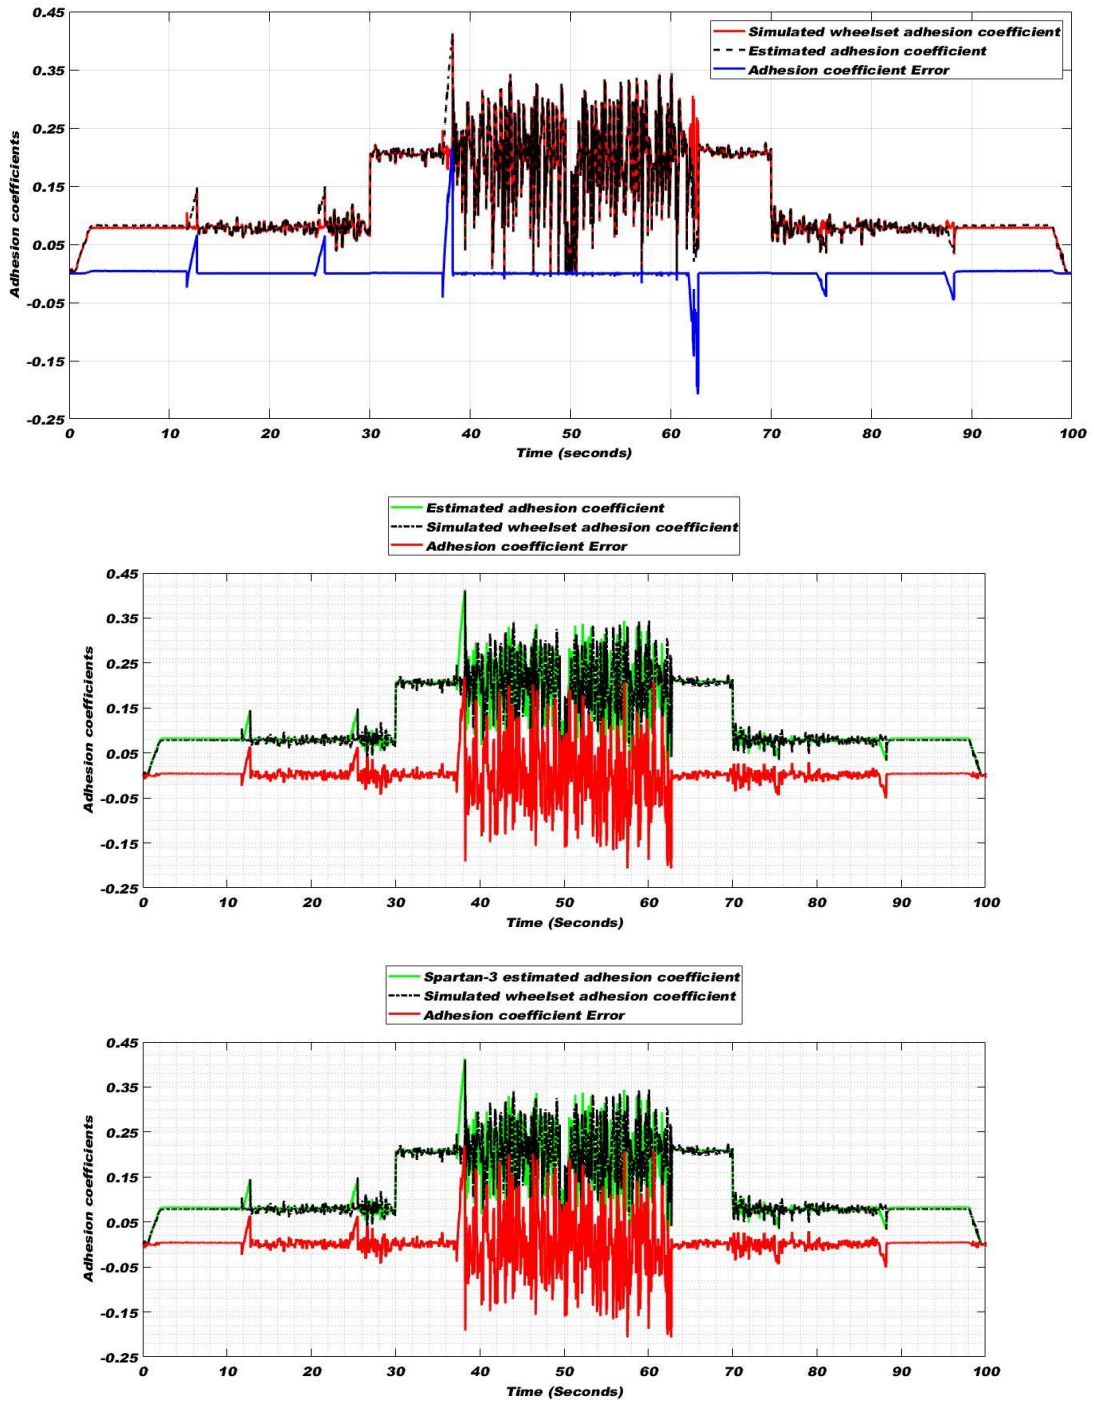 Simulated wheelset adhesion coefficient
Estimated adhesion coefficient
Adhesion coefficient Error
Adhesion coefficients
0.45
0.35
0.25
0.15
0.05
-0.05
-0.15
-0.25
0 10 20 30 40 50 60 70 80 90 100
Time (seconds)
Estimated adhesion coefficient
Simulated wheelset adhesion coefficient
Adhesion coefficient Error
Adhesion coefficients
0.45
0.35
0.25
0.15
0.05
-0.05
-0.15
-0.25
0 10 20 30 40 50 60 70 80 90 100
Time (Seconds)
Spartan-3 estimated adhesion coefficient
Simulated wheelset adhesion coefficient
Adhesion coefficient Error
Adhesion coefficients
0.45
0.35
0.25
0.15
0.05
-0.05
-0.15
-0.25
0 10 20 30 40 50 60 70 80 90 100
Time (Seconds)